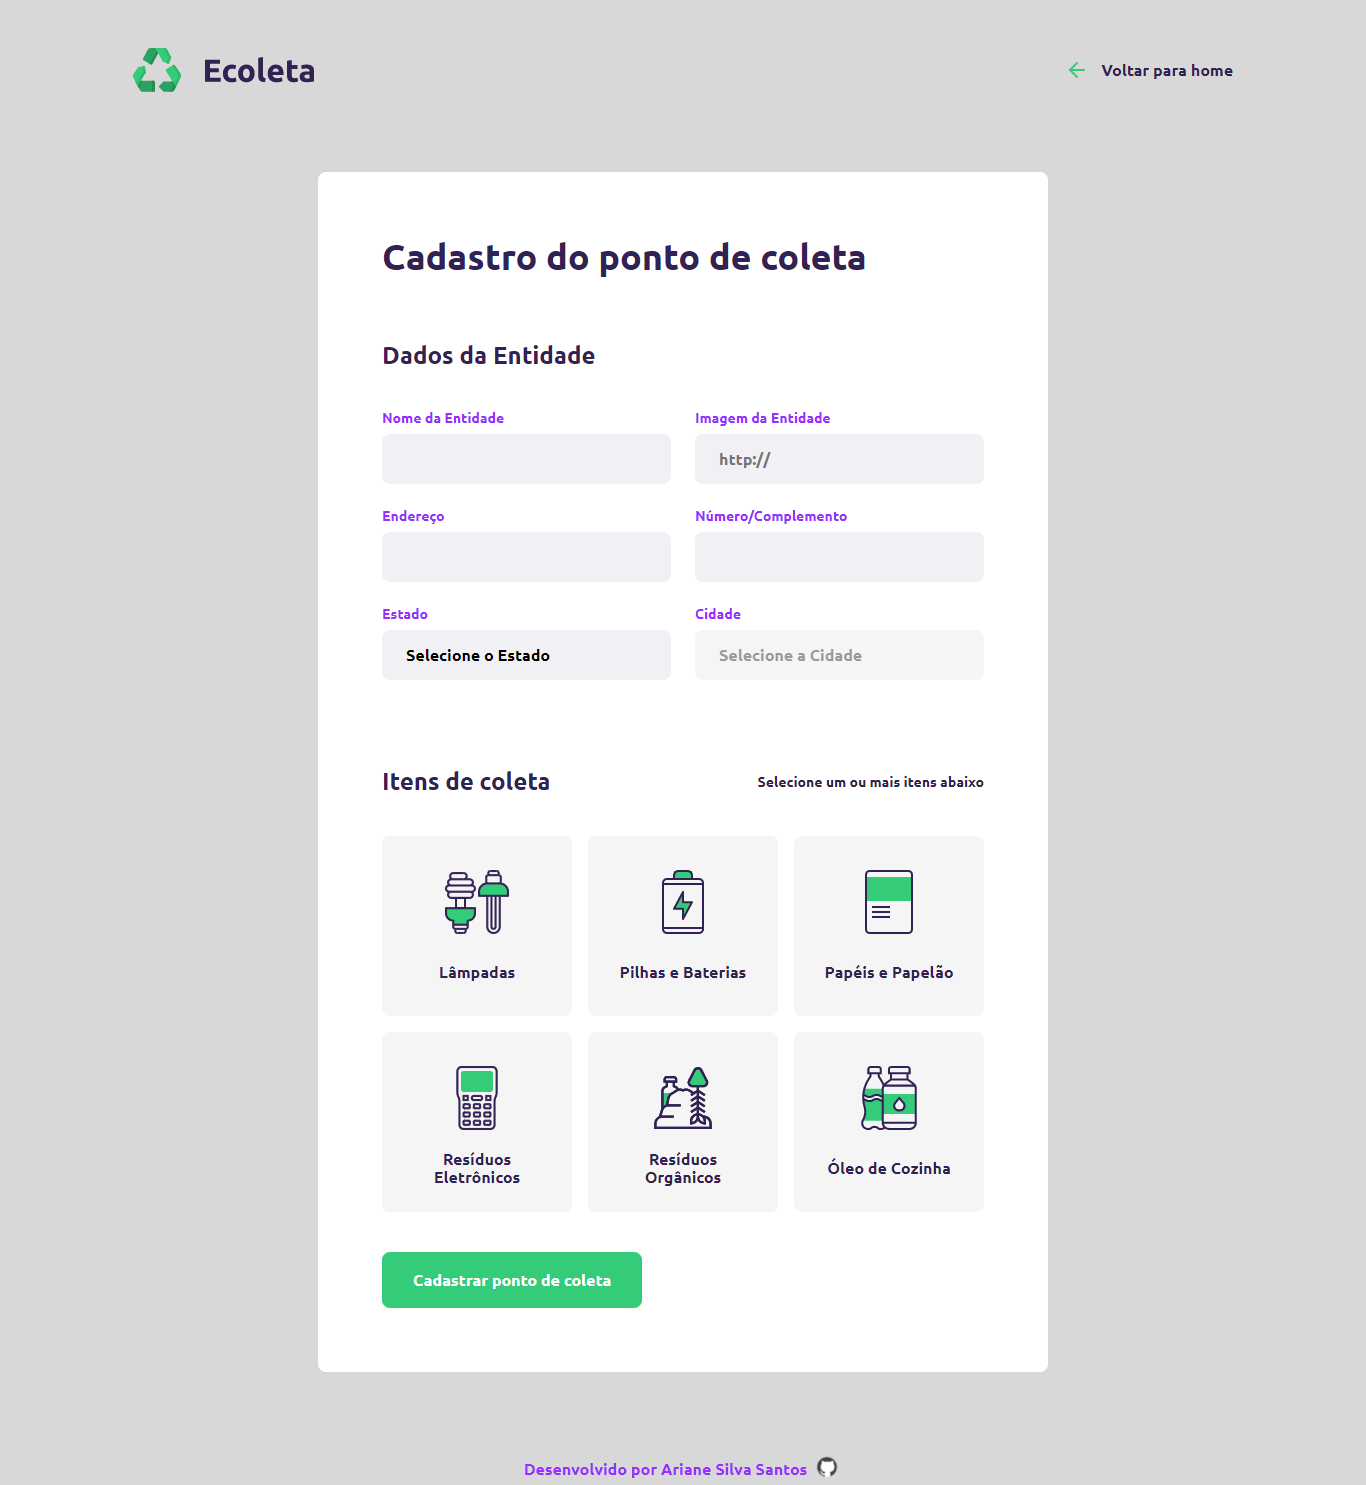 Ecoleta
Voltar para home
Cadastro do ponto de coleta
Dados da Entidade
Nome da Entidade
Imagem da Entidade
http://
Endereço
Número/Complemento
Estado
Cidade
Selecione o Estado
Selecione a Cidade
Itens de coleta
Selecione um ou mais itens abaixo
Lâmpadas
Pilhas e Baterias
Papéis e Papelão
Resíduos
Eletrônicos
Resíduos
Orgânicos
Óleo de Cozinha
Cadastrar ponto de coleta
Desenvolvido por Ariane Silva Santos